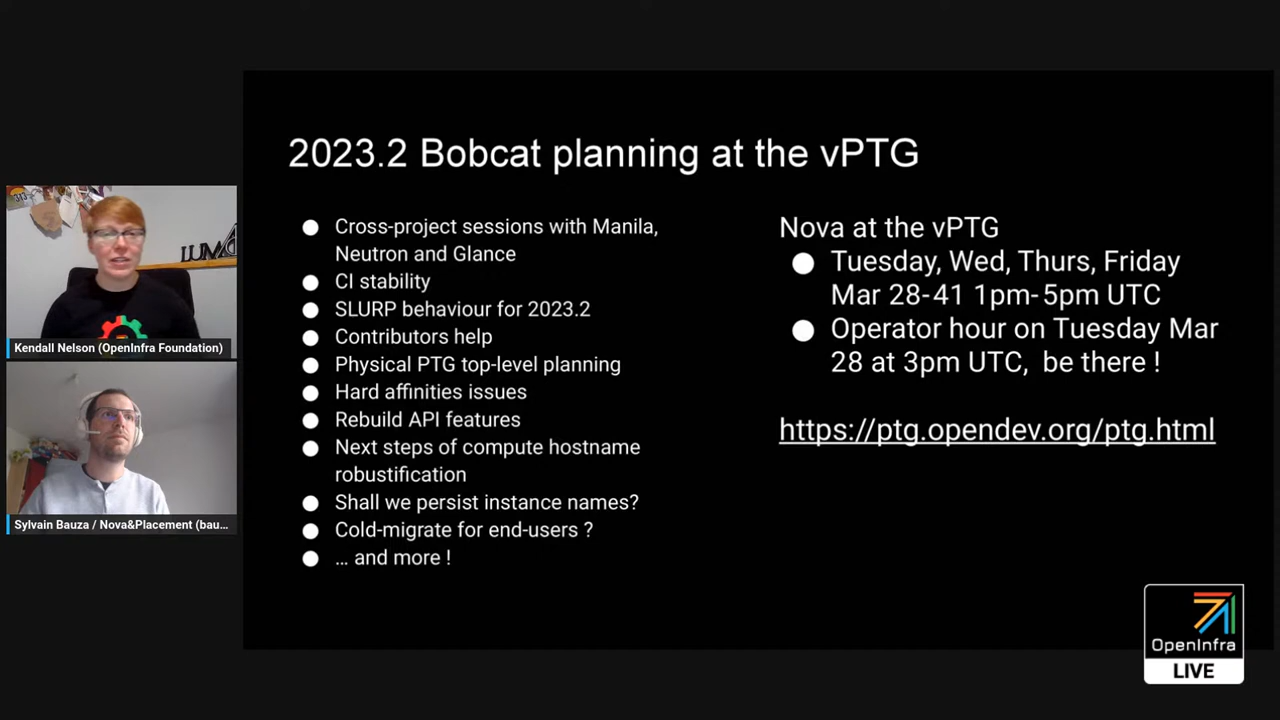 2023.2 Bobcat planning at the vPTG
Cross-project sessions with Manila,
Neutron and Glance
CI stability
SLURP behaviour for 2023.2
Contributors help
Physical PTG top-level planning
Hard affinities issues
Rebuild API features
Next steps of compute hostname
robustification
Shall we persist instance names?
Cold-migrate for end-users ?
… and more !
Nova at the vPTG
Tuesday, Wed, Thurs, Friday
Mar 28-41 1pm-5pm UTC
Operator hour on Tuesday Mar
28 at 3pm UTC, be there !
https://ptg.opendev.org/ptg.html
Kendall Nelson (OpenInfra Foundation)
Sylvain Bauza / Nova&Placement (bau…
OpenInfra
LIVE